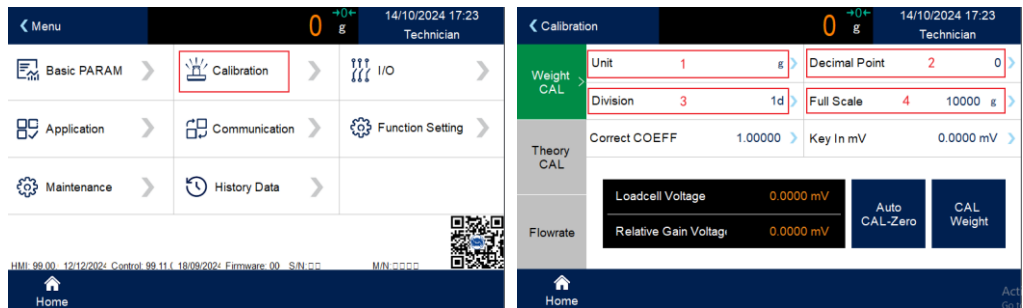 Menu
0
→0←
g
14/10/2024 17:23
Technician
Basic PARAM
Calibration
I/O
Application
Communication
Function Setting
Maintenance
History Data
HMI: 99.00, 12/12/2024 Control: 99.11.( 18/09/2024 Firmware: 00 S/N:□□ M/N:□□□□
Home
Calibration
0
→0←
g
14/10/2024 17:23
Technician
Weight
CAL
Unit 1 g
Decimal Point 2 0
Division 3 1d
Full Scale 4 10000 g
Correct COEFF 1.00000
Key In mV 0.0000 mV
Theory
CAL
Flowrate
Loadcell Voltage 0.0000 mV
Relative Gain Voltage 0.0000 mV
Auto
CAL-Zero
CAL
Weight
Home
Act
Go t